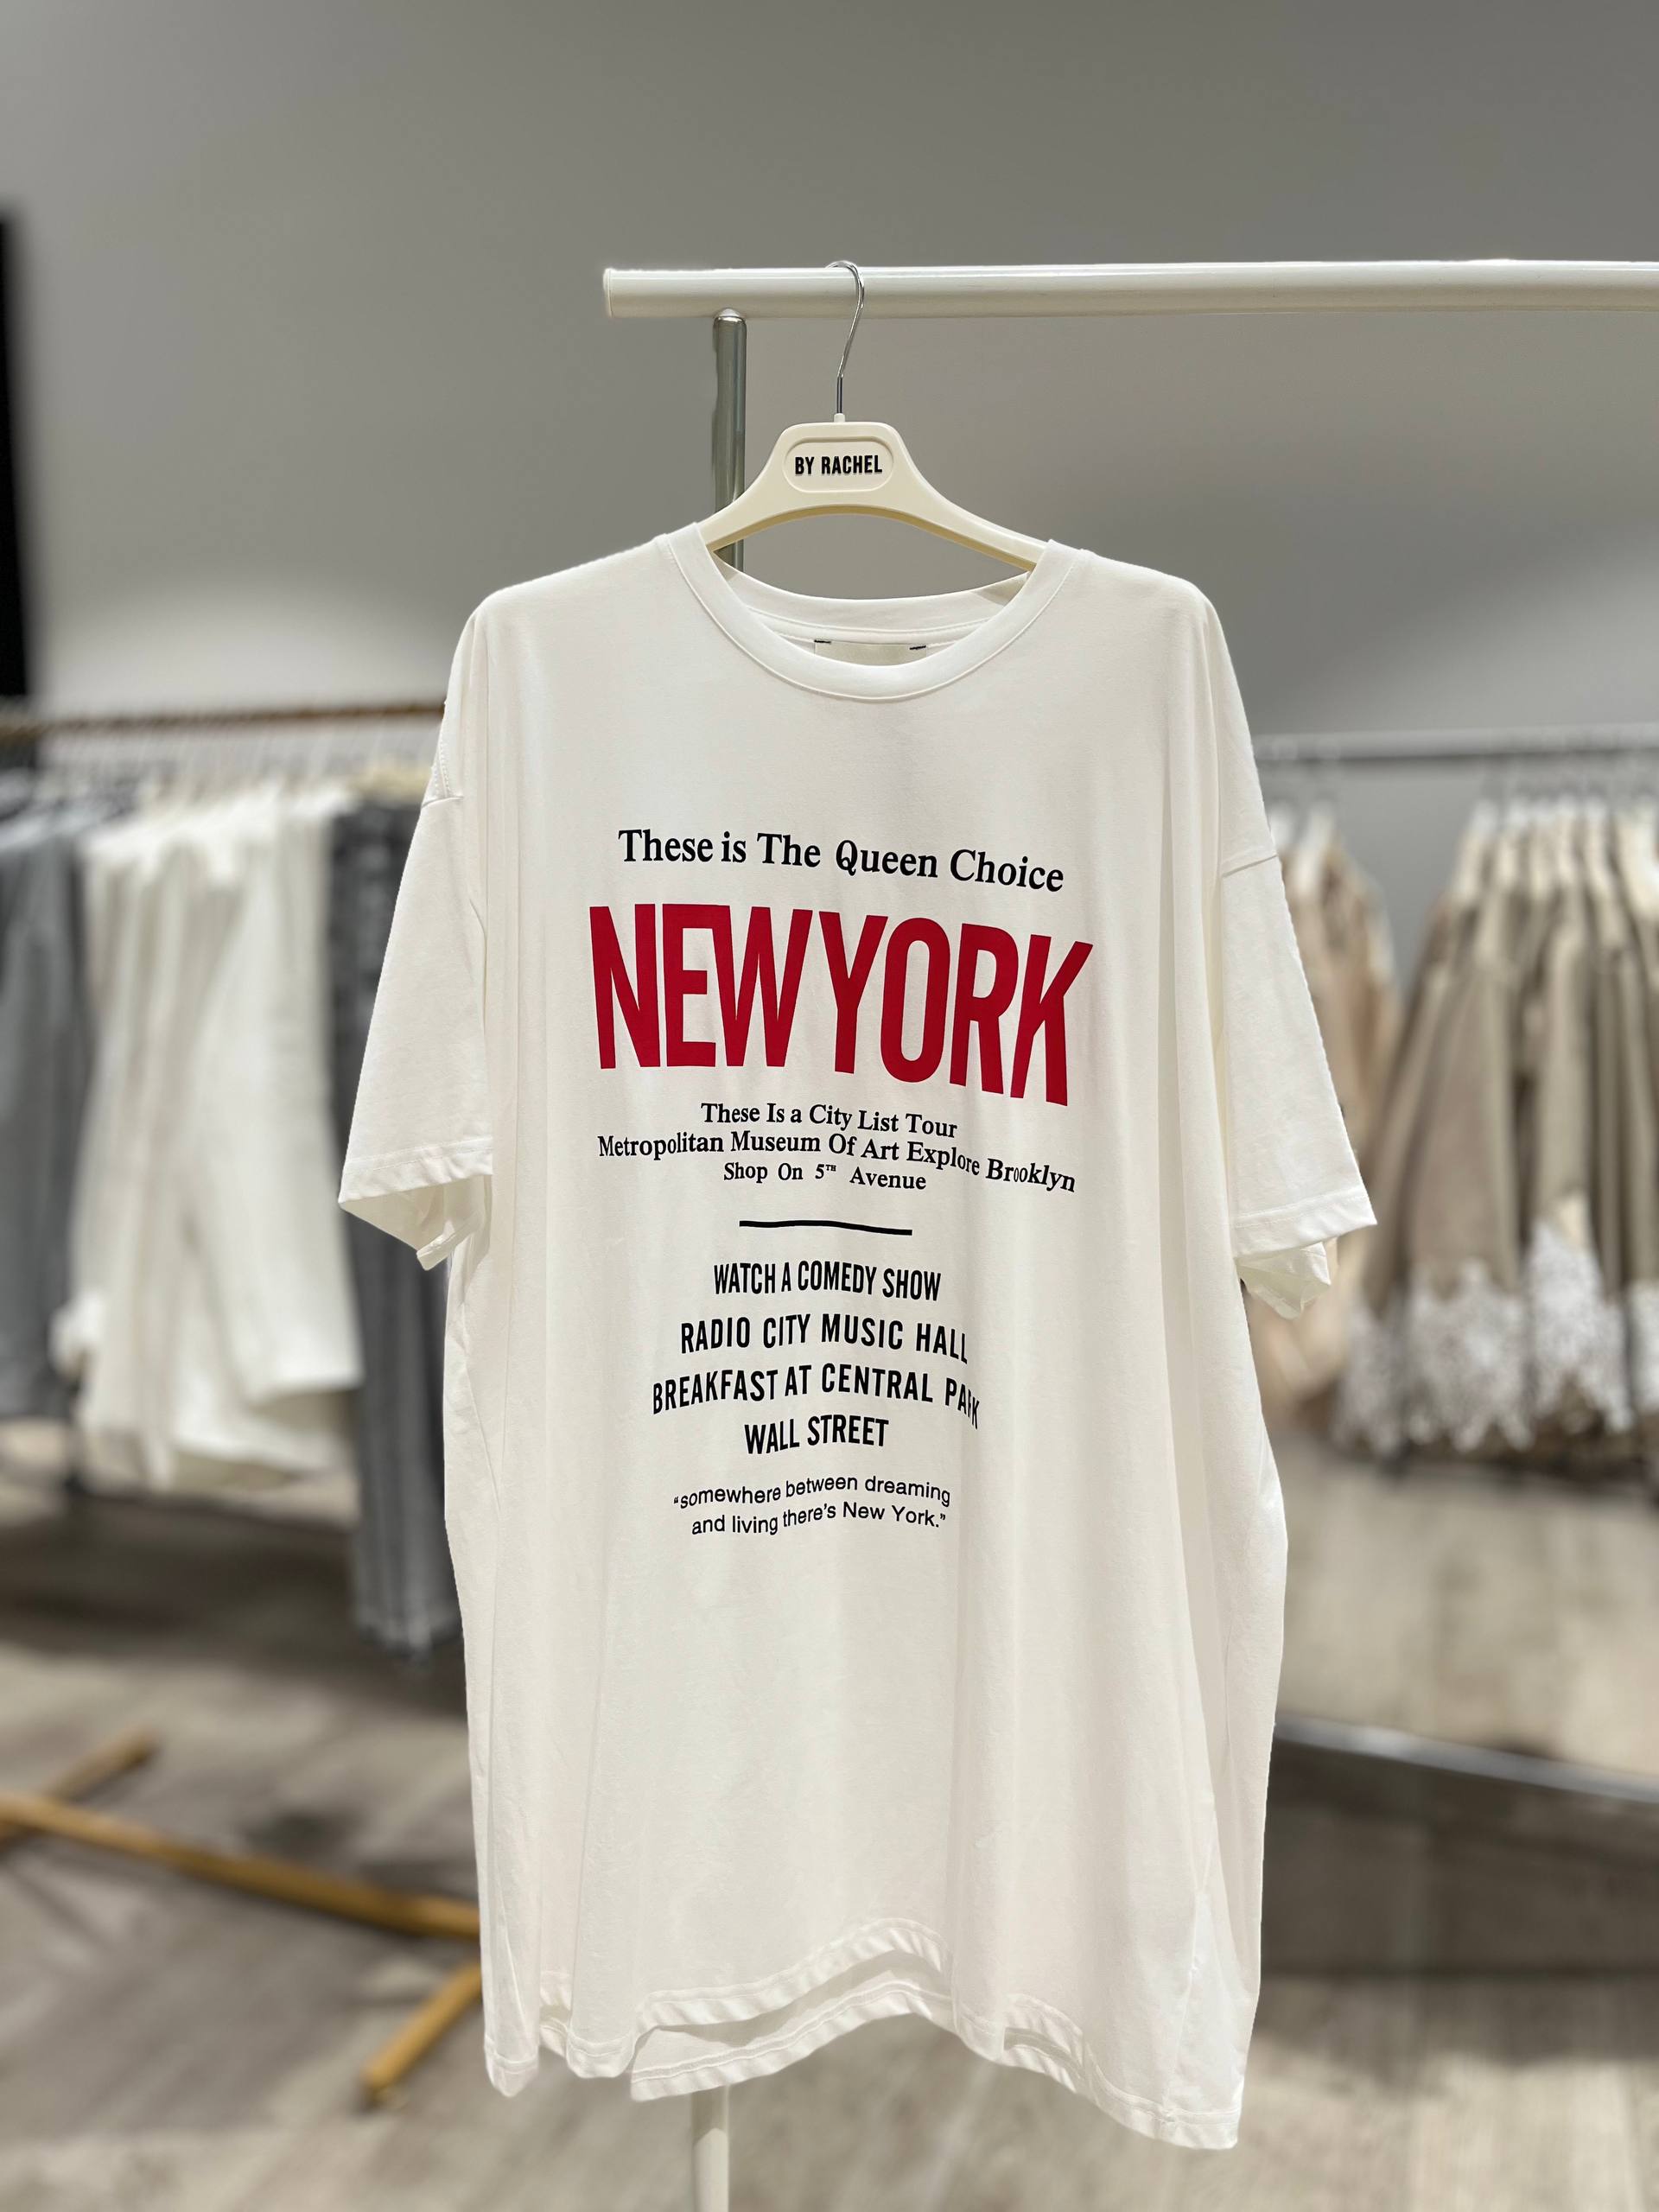 BY RACHEL
These is The Queen Choice
NEWYORK
These Is a City List Tour
Metropolitan Museum Of Art Explore Brooklyn
Shop On 5TH Avenue
WATCH A COMEDY SHOW
RADIO CITY MUSIC HALL
BREAKFAST AT CENTRAL PARK
WALL STREET
“somewhere between dreaming
and living there's New York.”